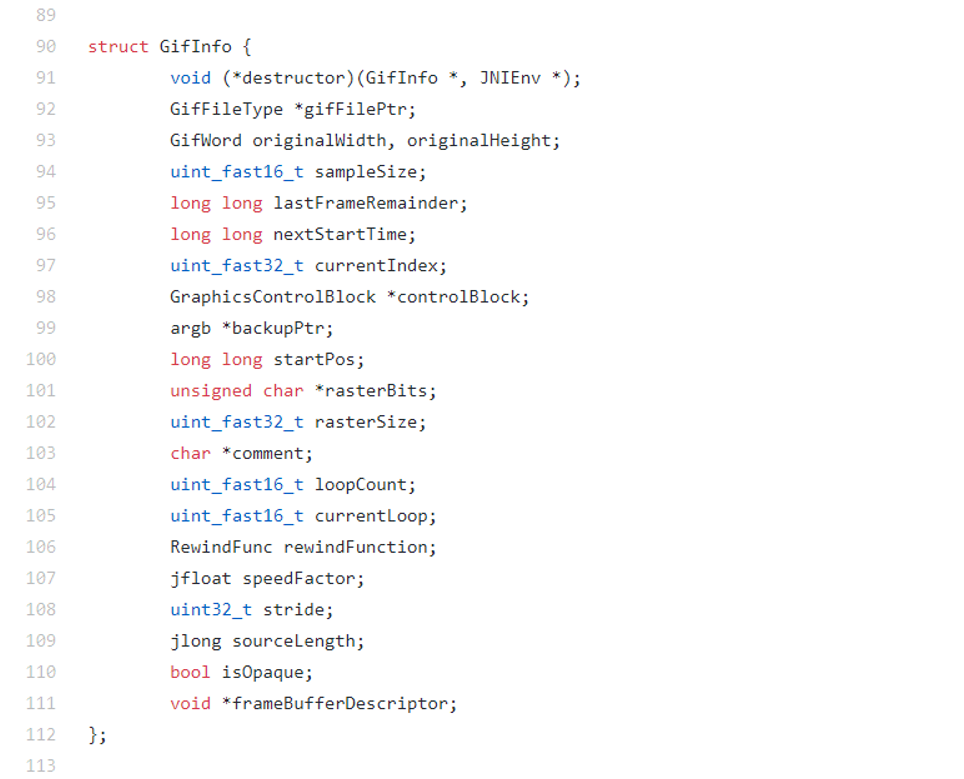 89
90 struct GifInfo {
91 void (*destructor)(GifInfo *, JNIEnv *);
92 GifFileType *gifFilePtr;
93 GifWord originalWidth, originalHeight;
94 uint_fast16_t sampleSize;
95 long long lastFrameRemainder;
96 long long nextStartTime;
97 uint_fast32_t currentIndex;
98 GraphicsControlBlock *controlBlock;
99 argb *backupPtr;
100 long long startPos;
101 unsigned char *rasterBits;
102 uint_fast32_t rasterSize;
103 char *comment;
104 uint_fast16_t loopCount;
105 uint_fast16_t currentLoop;
106 RewindFunc rewindFunction;
107 jfloat speedFactor;
108 uint32_t stride;
109 jlong sourceLength;
110 bool isOpaque;
111 void *frameBufferDescriptor;
112 };
113